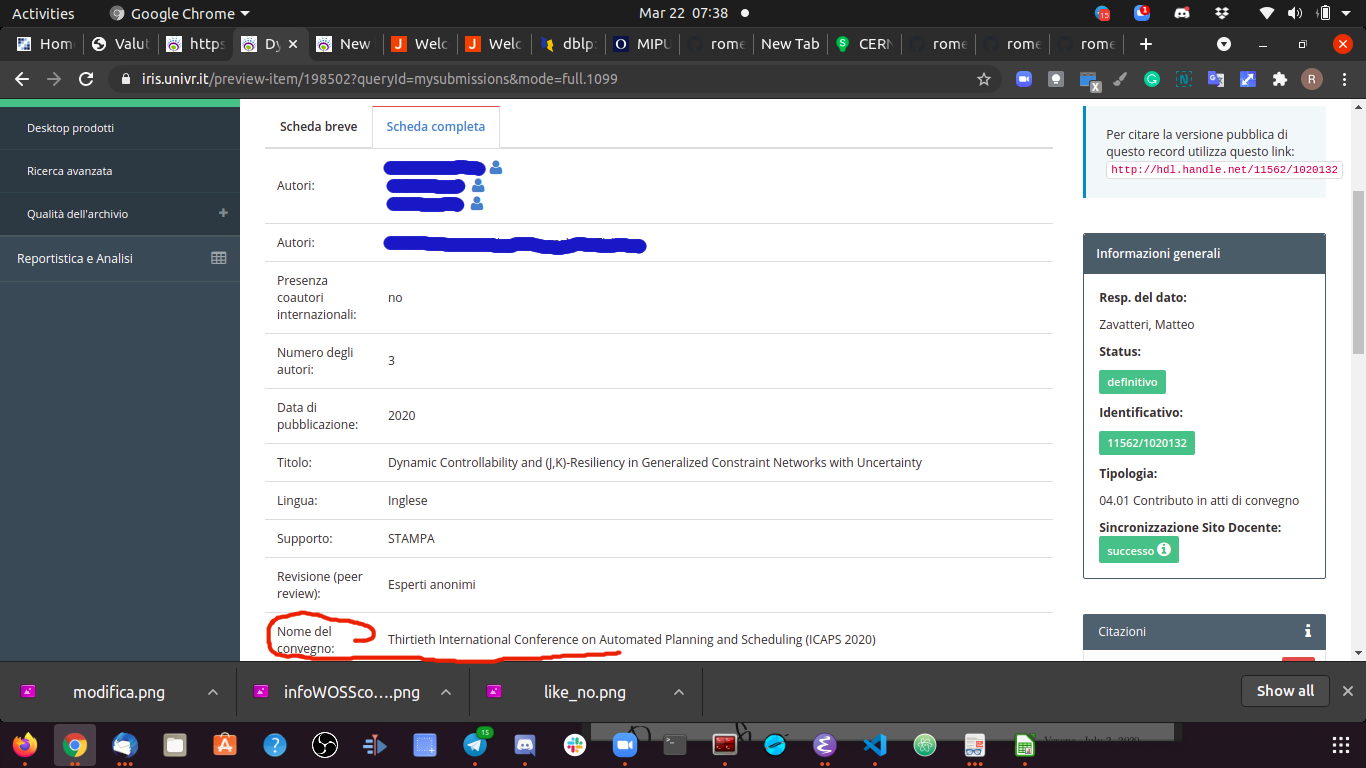 Activities
Google Chrome
Mar 22 07:38
15
1
Hom
Valut
https
Dy
New
Welc
Welc
dblp:
MIPU
rome
New Tab
CERN
rome
rome
rome
iris.univr.it/preview-item/198502?queryId=mysubmissions&mode=full.1099
R
Desktop prodotti
Ricerca avanzata
Qualità dell'archivio
Reportistica e Analisi
Scheda breve
Scheda completa
Autori:
Autori:
Presenza
coautori
internazionali:
no
Numero degli
autori:
3
Data di
pubblicazione:
2020
Titolo:
Dynamic Controllability and (J,K)-Resiliency in Generalized Constraint Networks with Uncertainty
Lingua:
Inglese
Supporto:
STAMPA
Revisione (peer
review):
Esperti anonimi
Nome del
convegno:
Thirtieth International Conference on Automated Planning and Scheduling (ICAPS 2020)
Per citare la versione pubblica di
questo record utilizza questo link:
http://hdl.handle.net/11562/1020132
Informazioni generali
Resp. del dato:
Zavatteri, Matteo
Status:
definitivo
Identificativo:
11562/1020132
Tipologia:
04.01 Contributo in atti di convegno
Sincronizzazione Sito Docente:
successo
Citazioni
modifica.png
infoWOSSco....png
like_no.png
Show all
15